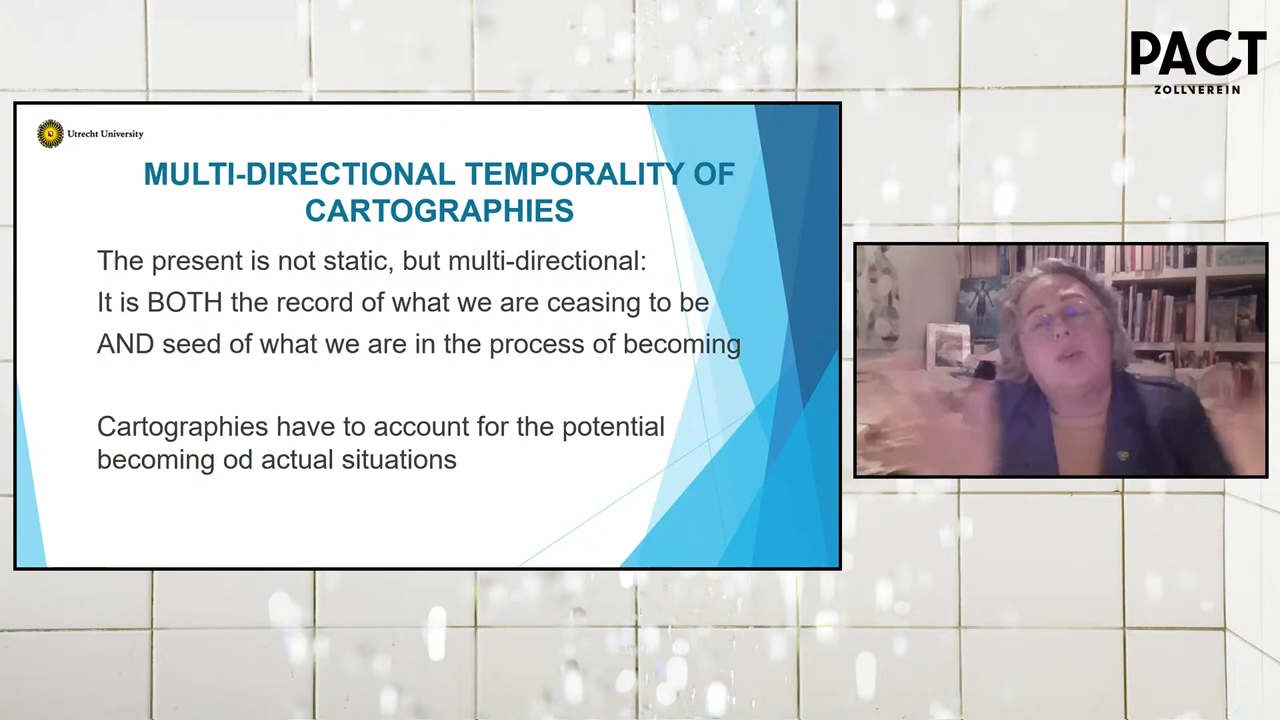 PACT
ZOLLVEREIN
Utrecht University
MULTI-DIRECTIONAL TEMPORALITY OF
CARTOGRAPHIES
The present is not static, but multi-directional:
It is BOTH the record of what we are ceasing to be
AND seed of what we are in the process of becoming
Cartographies have to account for the potential
becoming od actual situations